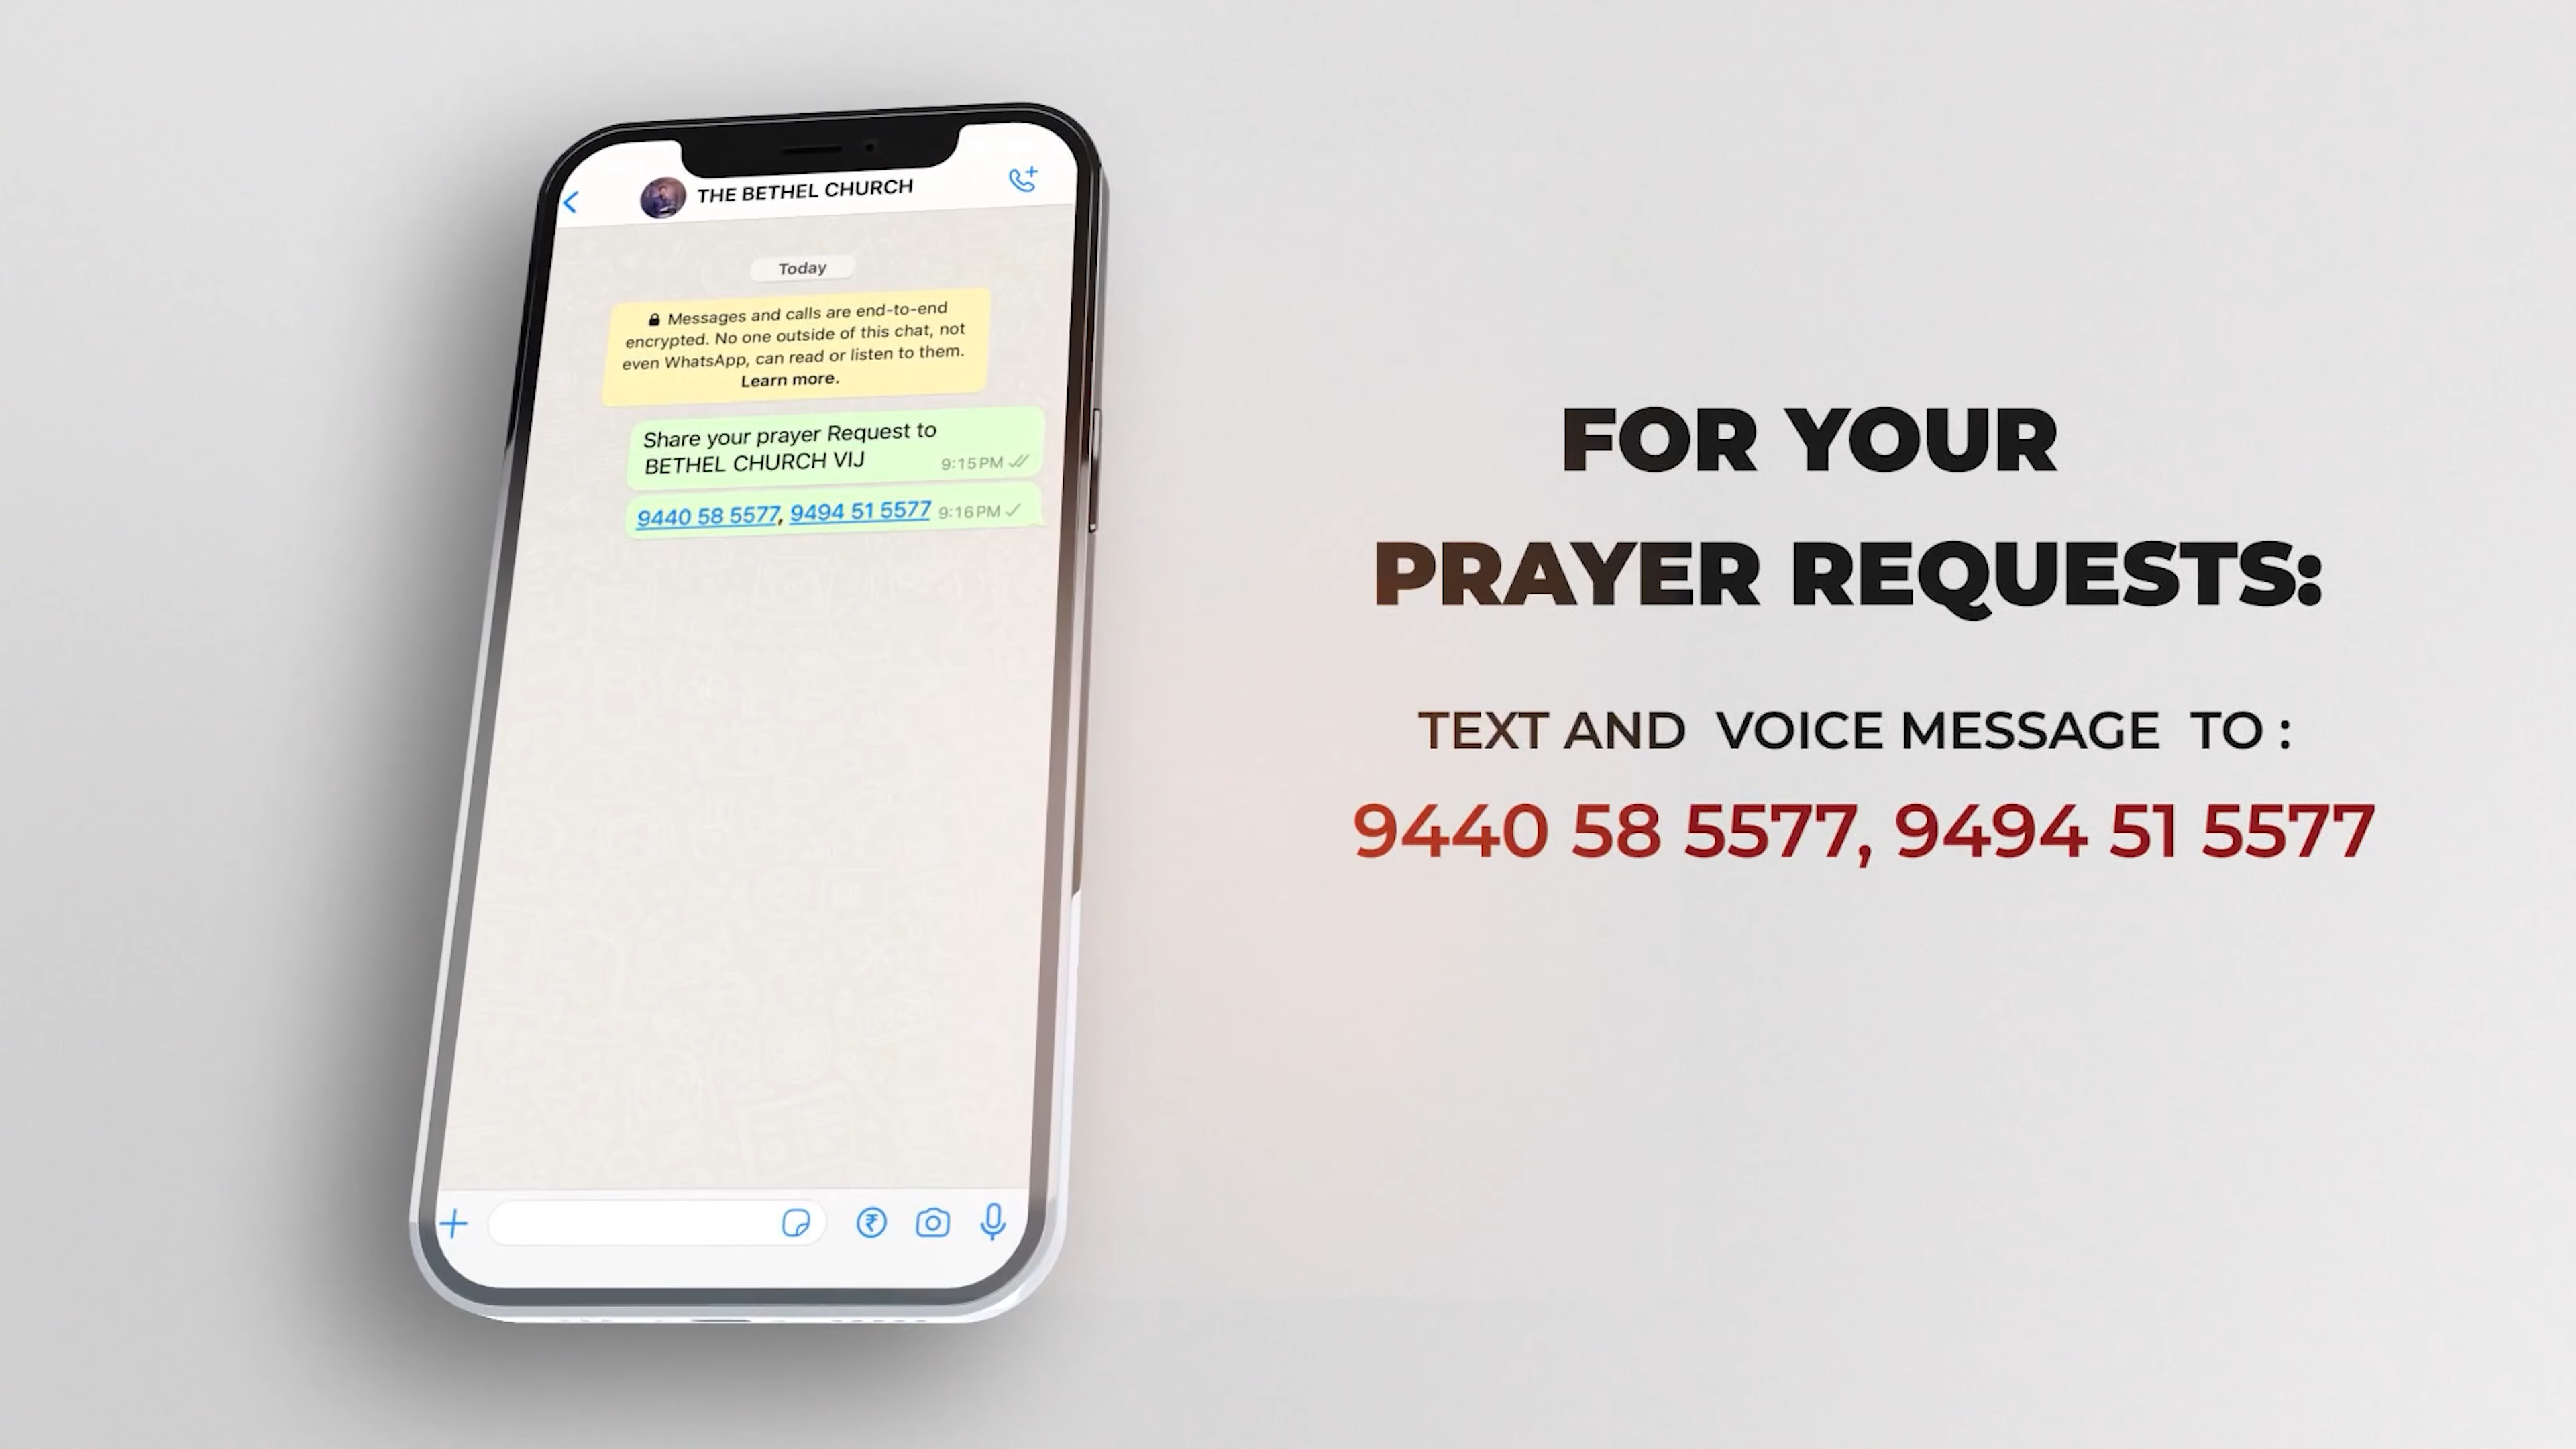 THE BETHEL CHURCH
Today
Messages and calls are end-to-end
encrypted. No one outside of this chat, not
even WhatsApp, can read or listen to them.
Learn more.
Share your prayer Request to
BETHEL CHURCH VIJ 9:15 PM
9440 58 5577, 9494 51 5577 9:16 PM
FOR YOUR
PRAYER REQUESTS:
TEXT AND VOICE MESSAGE TO :
9440 58 5577, 9494 51 5577